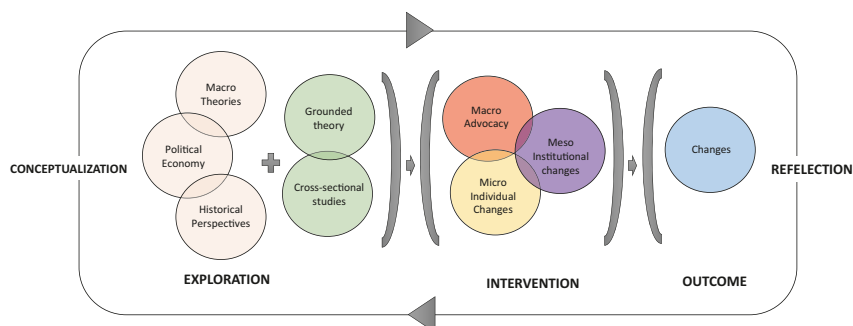 Macro
Theories
Political
Economy
Historical
Perspectives
Grounded
theory
Cross-sectional
studies
Macro
Advocacy
Meso
Institutional
changes
Micro
Individual
Changes
Changes
CONCEPTUALIZATION
REFELECTION
EXPLORATION
INTERVENTION
OUTCOME